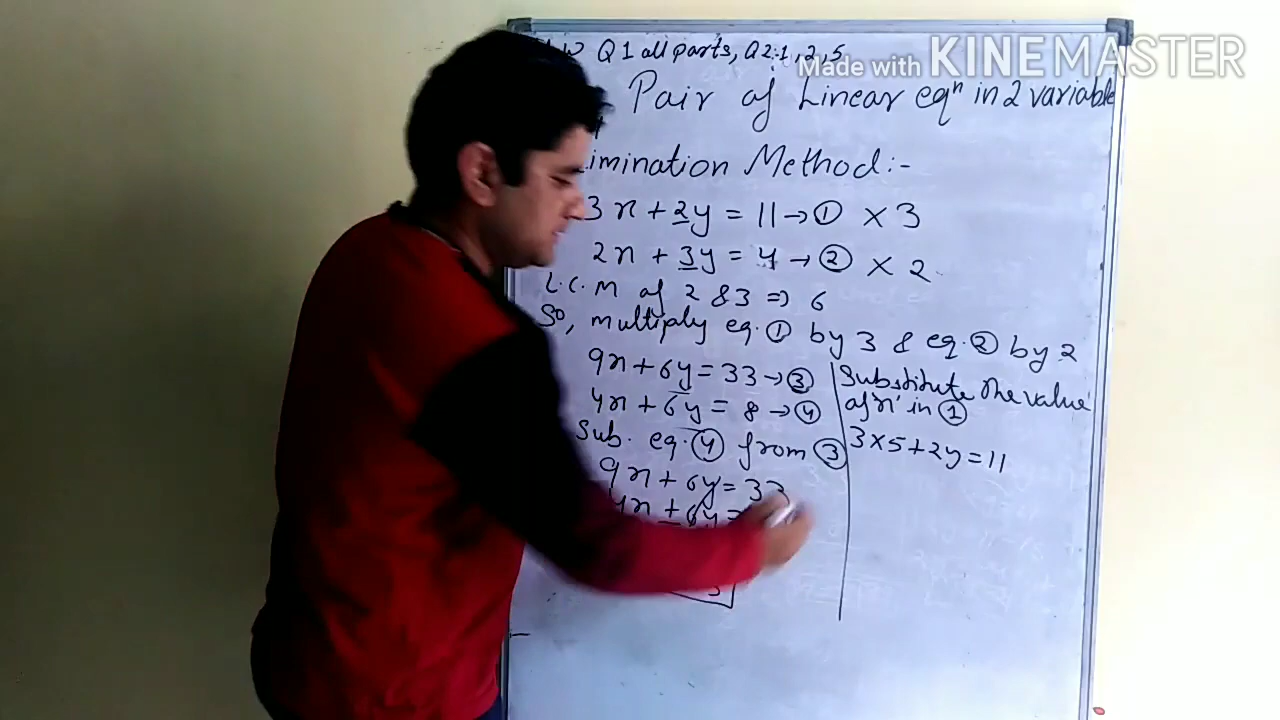 W Q 1 all parts, Q2:-1, 2, 5
Made with KINEMASTER
Pair of Linear eqⁿ in 2 variable
imination Method:-
3x + 2y = 11 → ① × 3
2x + 3y = 4 → ② × 2
L.C.M of 2 & 3 => 6
So, multiply eq. ① by 3 & eq. ② by 2
9x + 6y = 33 → ③
4x + 6y = 8 → ④
Sub. eq. ④ from ③
9x + 6y = 33
4x + 6y =
5
Substitute the value
of 'x' in ①
3×5+2y=11